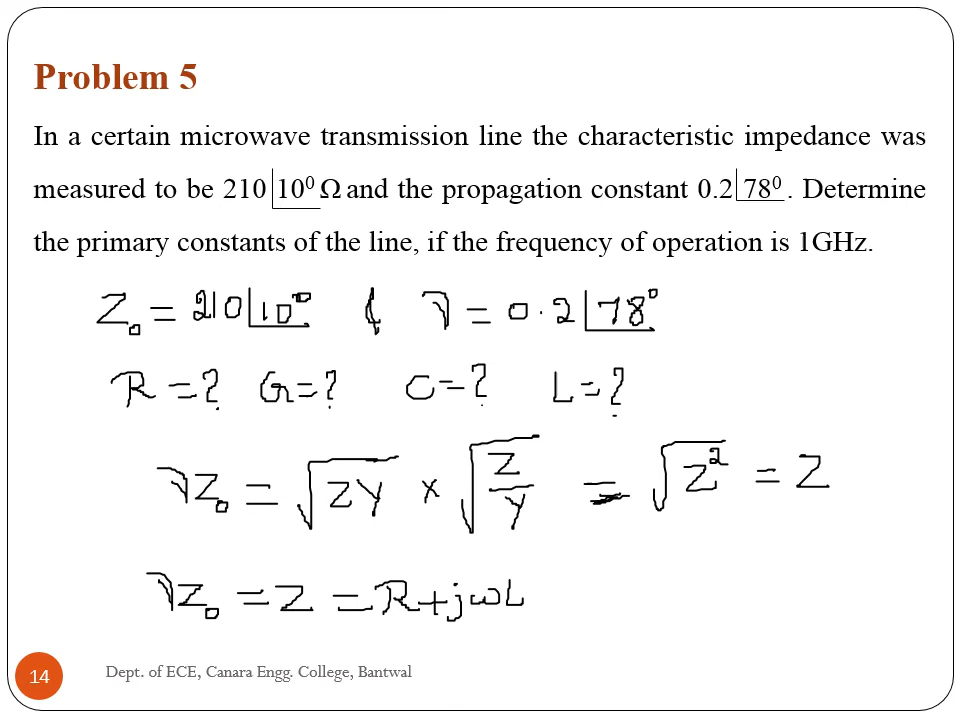 Problem 5
In a certain microwave transmission line the characteristic impedance was
measured to be 210 |10⁰ Ω and the propagation constant 0.2 |78⁰ . Determine
the primary constants of the line, if the frequency of operation is 1GHz.
Z₀ = 210 |10⁰ & γ = 0.2 |78⁰
R = ? G = ? C = ? L = ?
γZ₀ = √ZY × √(Z/Y) = √Z² = Z
γZ₀ = Z = R + jωL
14
Dept. of ECE, Canara Engg. College, Bantwal